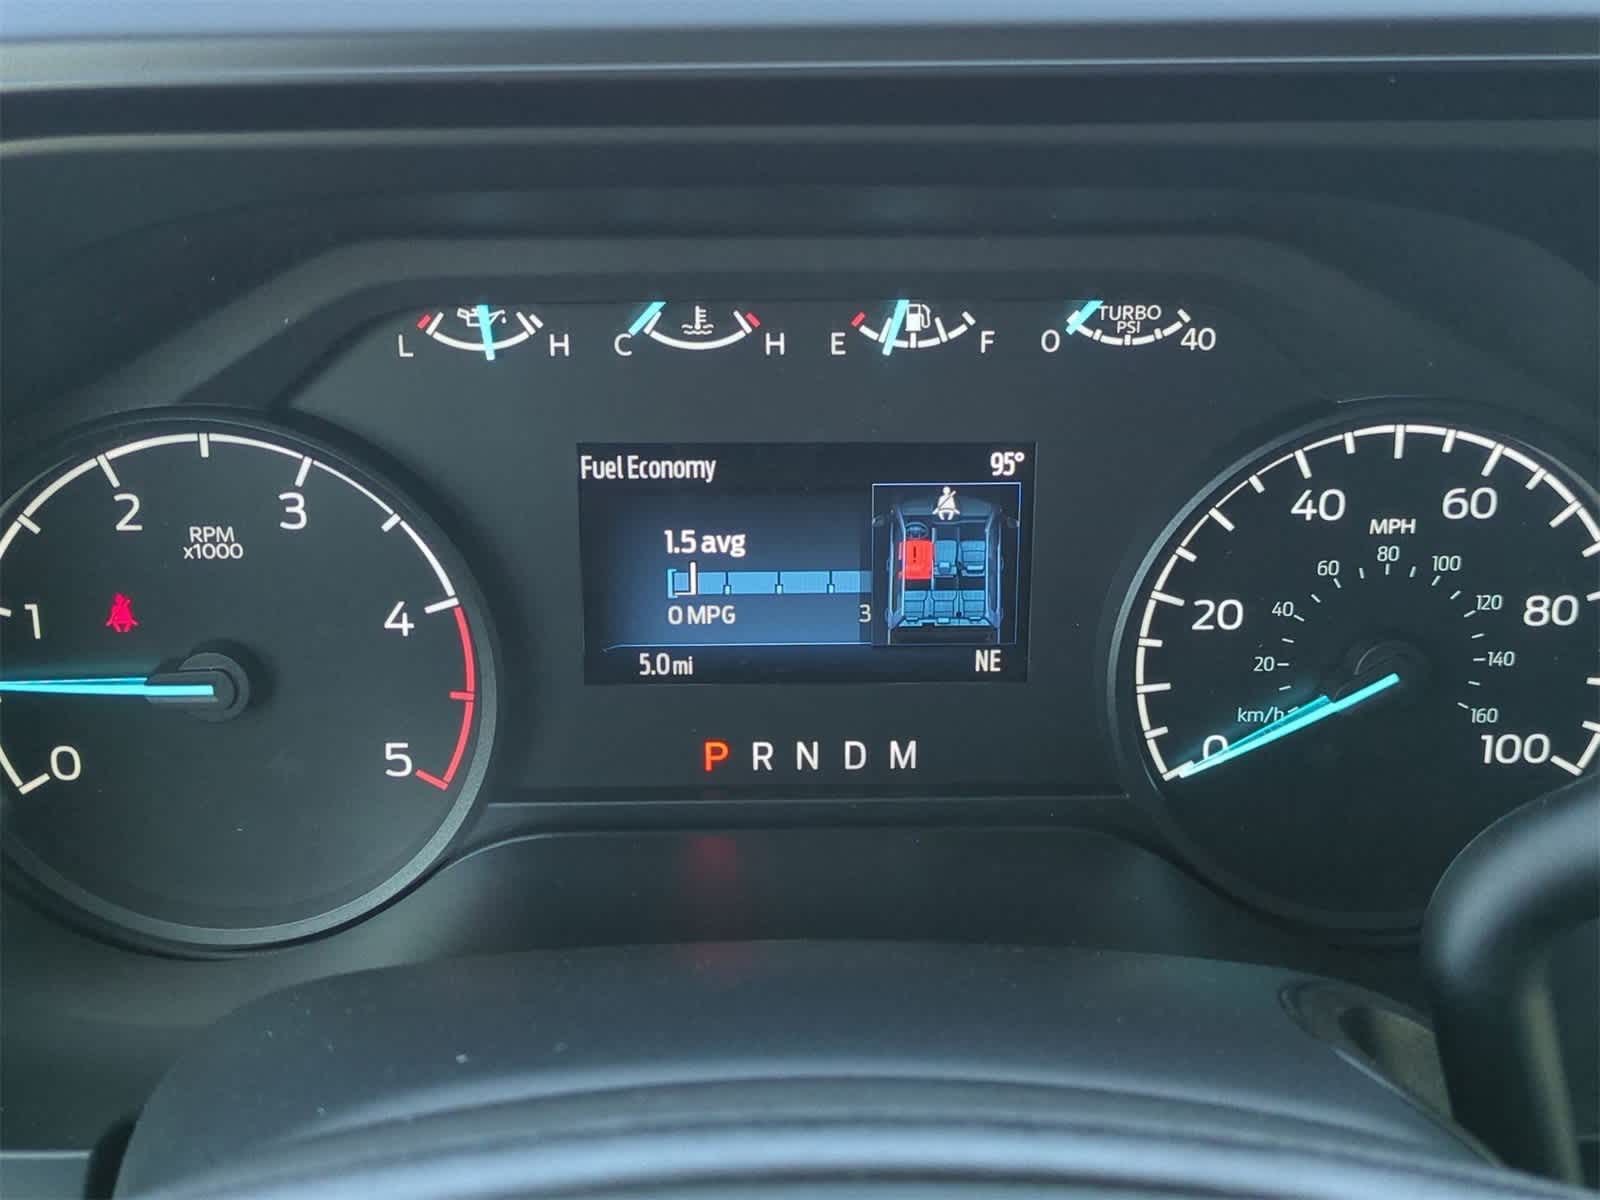 L H C H E F 0 TURBO PSI 40
Fuel Economy 95°
1.5 avg
0 MPG 3
5.0 mi NE
P R N D M
0 1 2 3 4 5
RPM
x1000
0 20 40 60 80 100
MPH
20 40 60 80 100 120 140 160
km/h